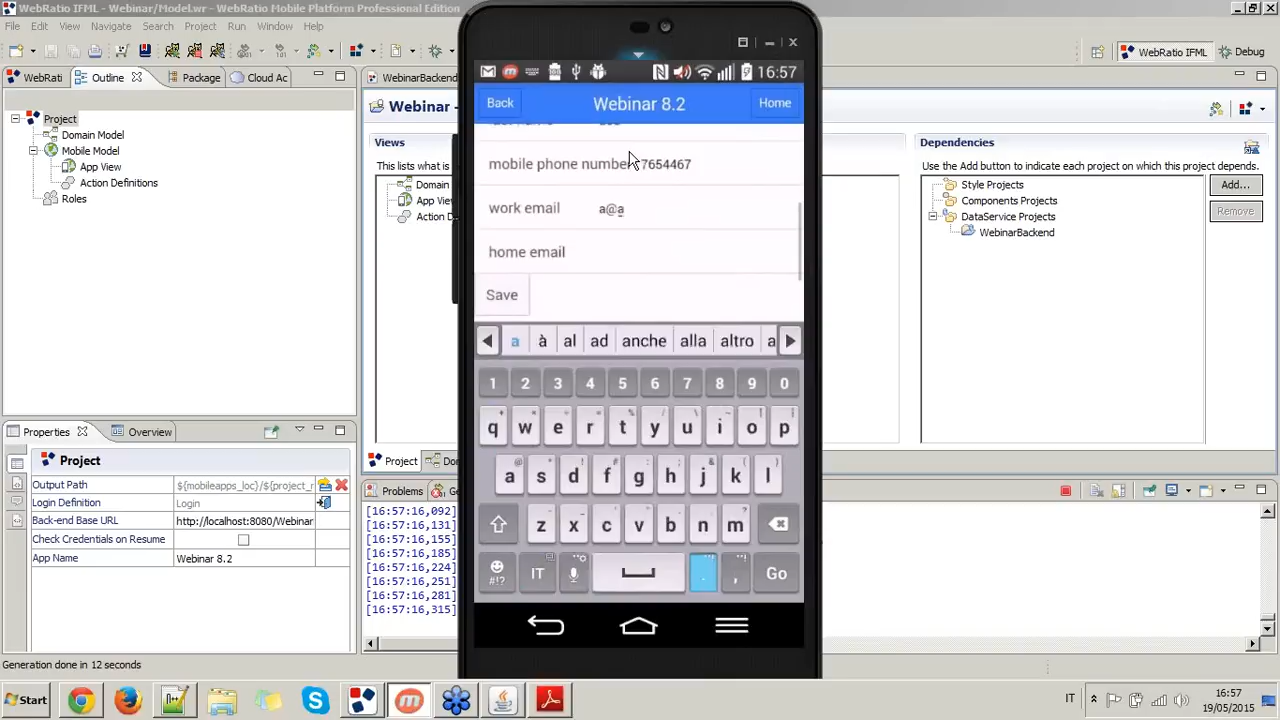 WebRatio IFML - Webinar/Model.wr - WebRatio Mobile Platform Professional Edition
File Edit View Navigate Search Project Run Window Help
WebRatio IFML
Debug
WebRati
Outline
Package
Cloud Ac
WebinarBackend
Project
Domain Model
Mobile Model
App View
Action Definitions
Roles
Webinar
Views
This lists what is
Domain
App View
Action D
Project
Do
Dependencies
Use the Add button to indicate each project on which this project depends.
Style Projects
Components Projects
DataService Projects
WebinarBackend
Add...
Remove
16:57
Back
Webinar 8.2
Home
mobile phone number 7654467
work email a@a
home email
Save
a à al ad anche alla altro a
1 2 3 4 5 6 7 8 9 0
q w e r t y u i o p
a s d f g h j k l
z x c v b n m
#!? IT . , Go
Properties
Overview
Project
Output Path ${mobileapps_loc}/${project_r
Login Definition Login
Back-end Base URL http://localhost:8080/Webinar
Check Credentials on Resume
App Name Webinar 8.2
Problems
Ge
[16:57:16,092]
[16:57:16,131]
[16:57:16,155]
[16:57:16,185]
[16:57:16,224]
[16:57:16,251]
[16:57:16,281]
[16:57:16,315]
Generation done in 12 seconds
Start
IT
16:57
19/05/2015